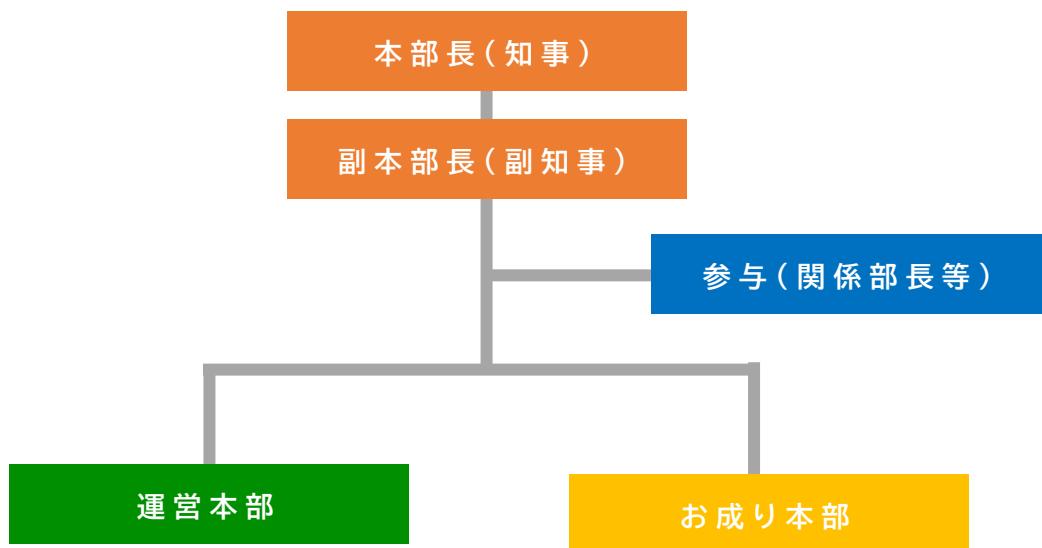 本部長(知事)
副本部長(副知事)
参与(関係部長等)
運営本部
お成り本部